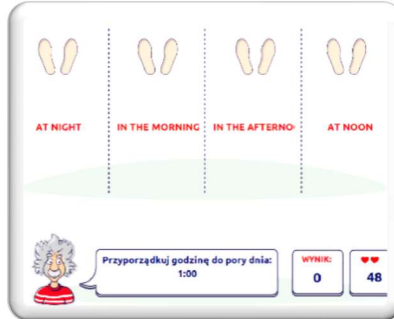 AT NIGHT
IN THE MORNING
IN THE AFTERNO
AT NOON
Przyporządkuj godzinę do pory dnia:
1:00
WYNIK:
0
48